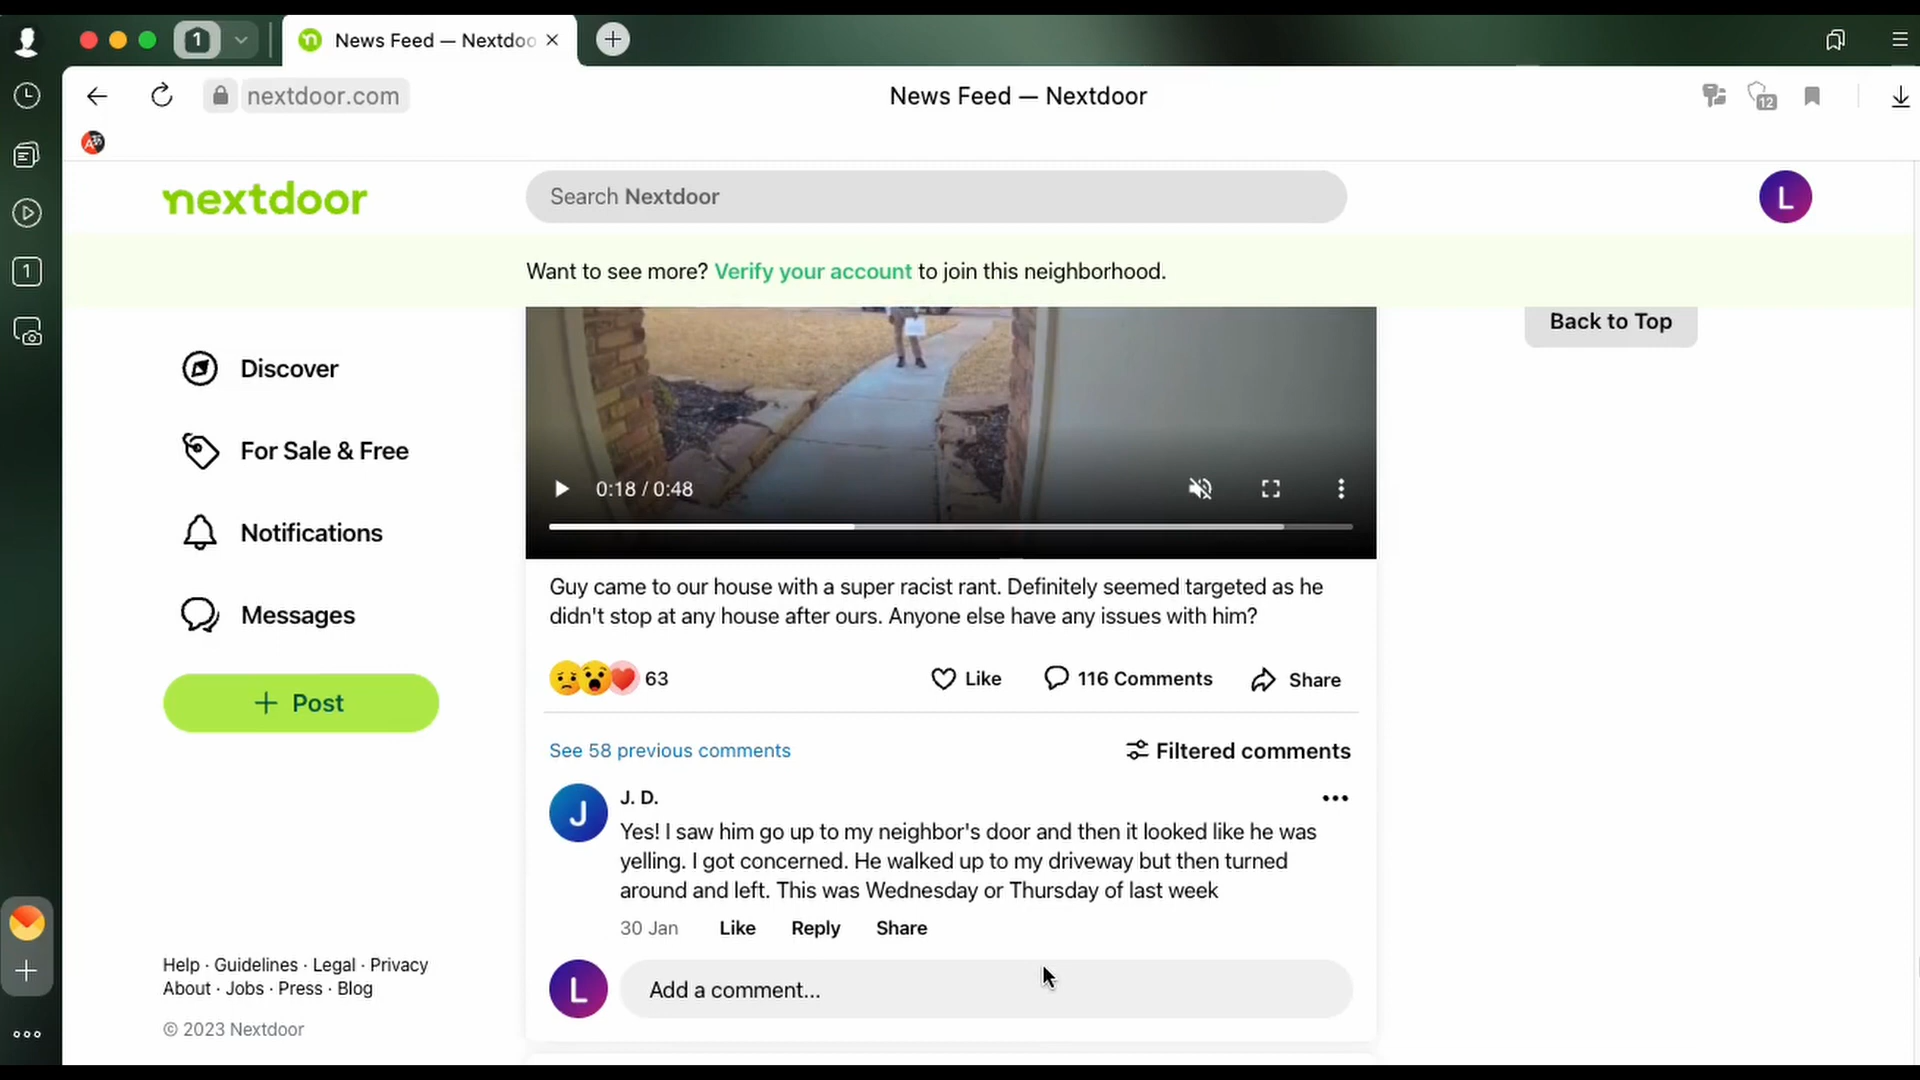 1
News Feed — Nextdoo
nextdoor.com
News Feed — Nextdoor
12
nextdoor
Search Nextdoor
L
Want to see more? Verify your account to join this neighborhood.
1
Back to Top
Discover
For Sale & Free
Notifications
Messages
Post
0:18 / 0:48
Guy came to our house with a super racist rant. Definitely seemed targeted as he
didn't stop at any house after ours. Anyone else have any issues with him?
63
Like
116 Comments
Share
See 58 previous comments
Filtered comments
J
J. D.
Yes! I saw him go up to my neighbor's door and then it looked like he was
yelling. I got concerned. He walked up to my driveway but then turned
around and left. This was Wednesday or Thursday of last week
30 Jan Like Reply Share
L
Add a comment...
Help · Guidelines · Legal · Privacy
About · Jobs · Press · Blog
© 2023 Nextdoor